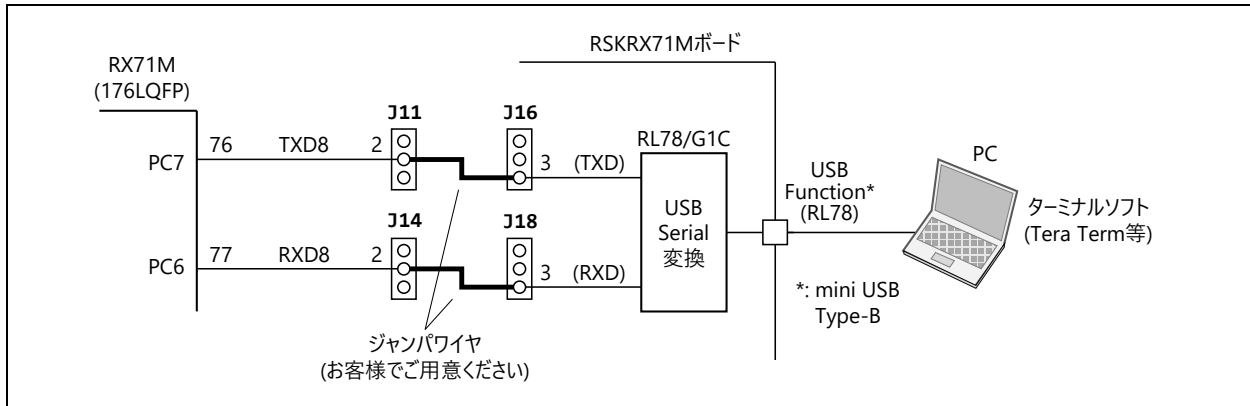 RSKRX71Mボード
RX71M
(176LQFP)
J11
J16
RL78/G1C
PC7
76
TXD8
2
3
(TXD)
PC6
77
RXD8
J14
2
J18
3
(RXD)
USB
Serial
変換
USB
Function*
(RL78)
PC
ターミナルソフト
(Tera Term等)
*: mini USB
Type-B
ジャンパワイヤ
(お客様でご用意ください)